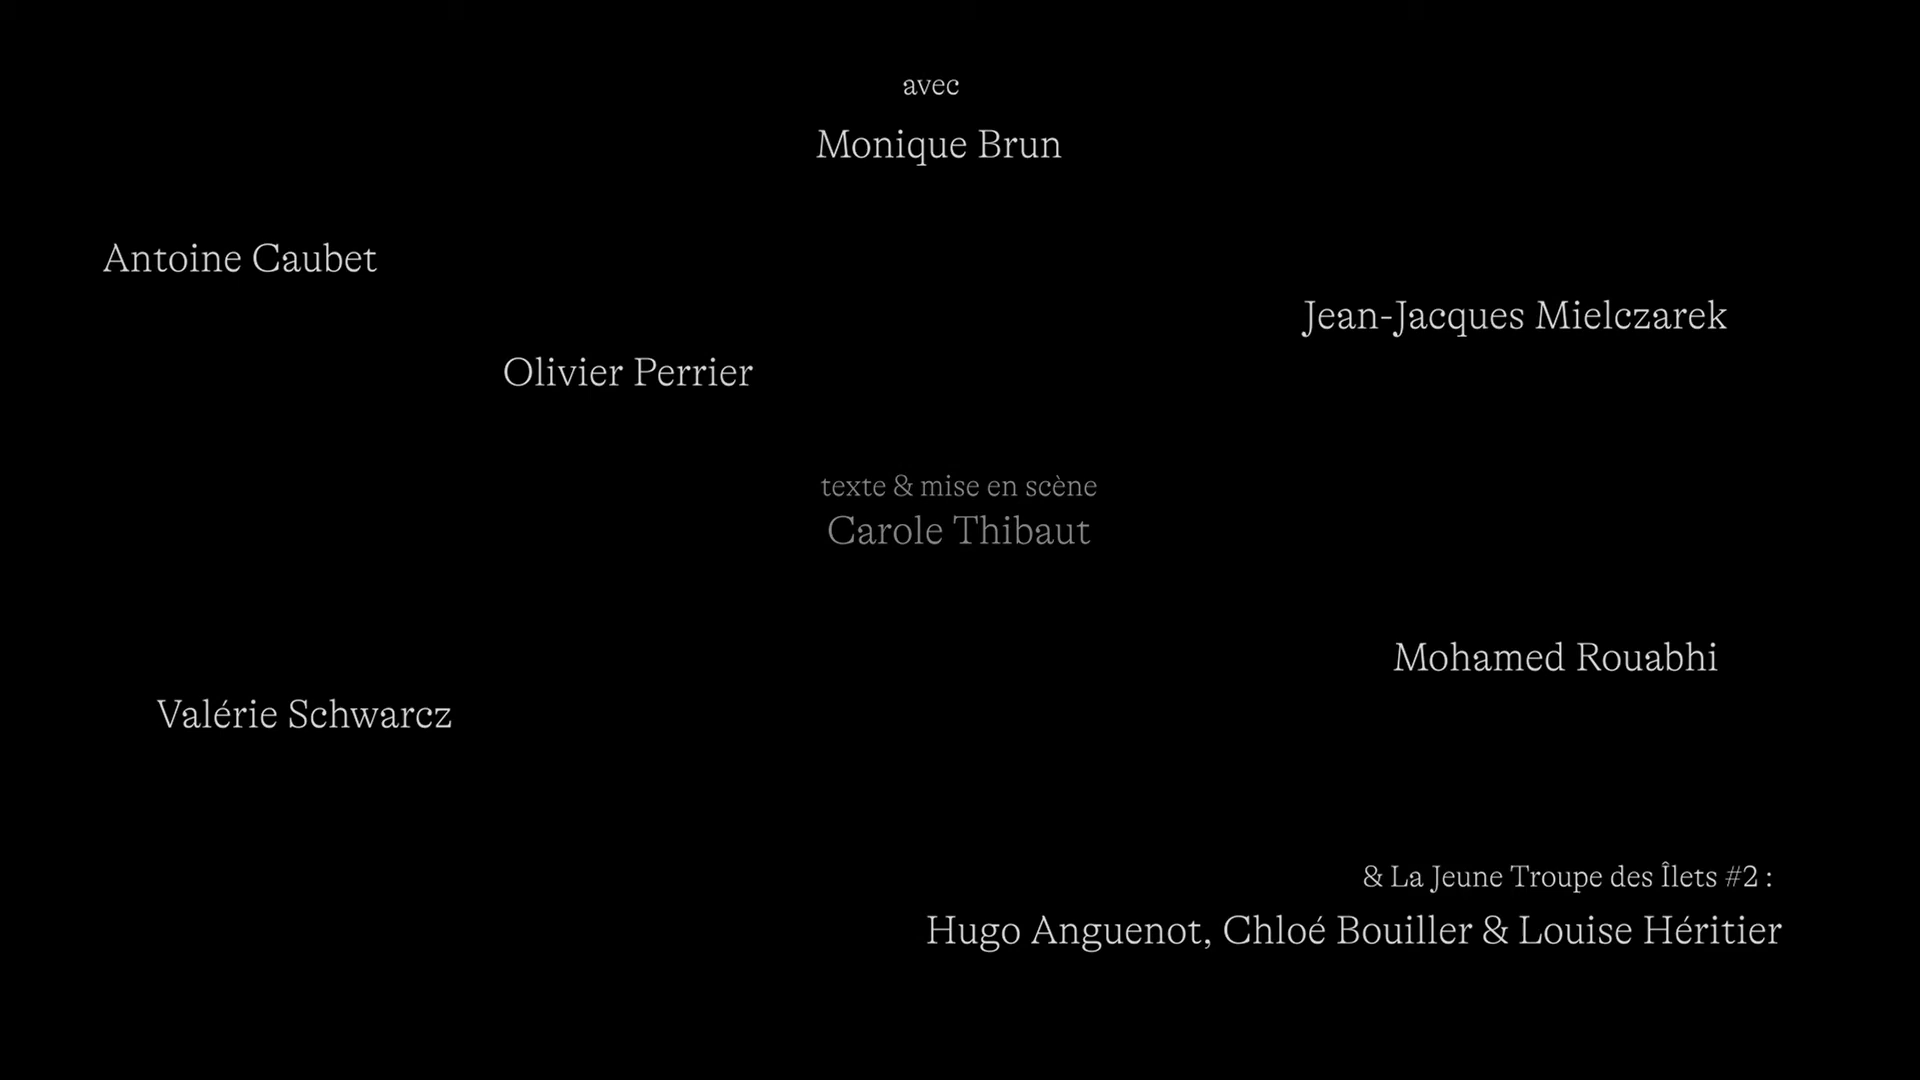 avec
Monique Brun
Antoine Caubet
Jean-Jacques Mielczarek
Olivier Perrier
texte & mise en scène
Carole Thibaut
Mohamed Rouabhi
Valérie Schwarcz
& La Jeune Troupe des Îlets #2 :
Hugo Anguenot, Chloé Bouiller & Louise Héritier